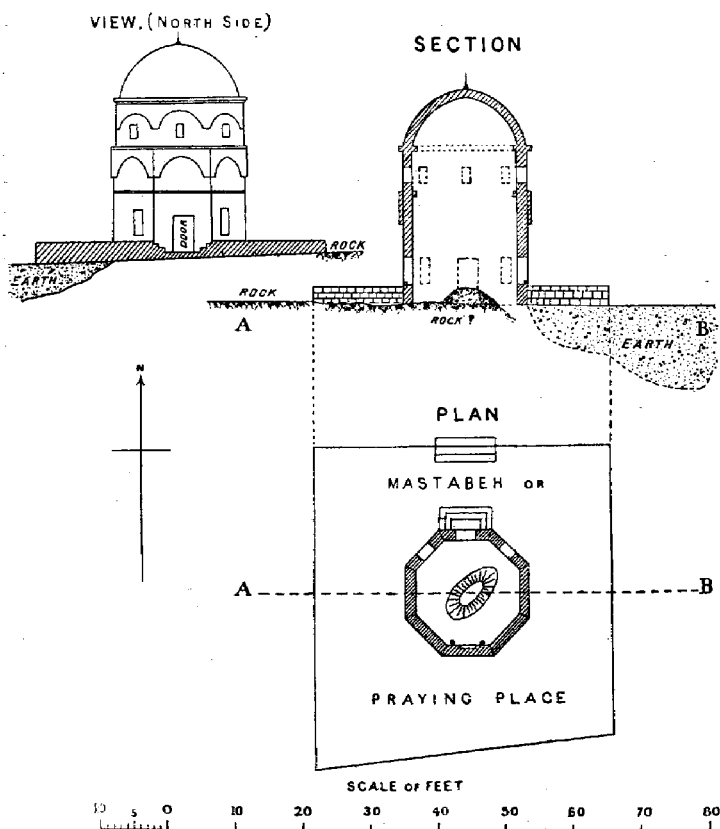 VIEW. (NORTH SIDE)
SECTION
DOOR
ROCK
EARTH
ROCK
A
ROCK ?
B
EARTH
N
PLAN
MASTABEH OR
A
B
PRAYING PLACE
SCALE OF FEET
10 5 0 10 20 30 40 50 60 70 80